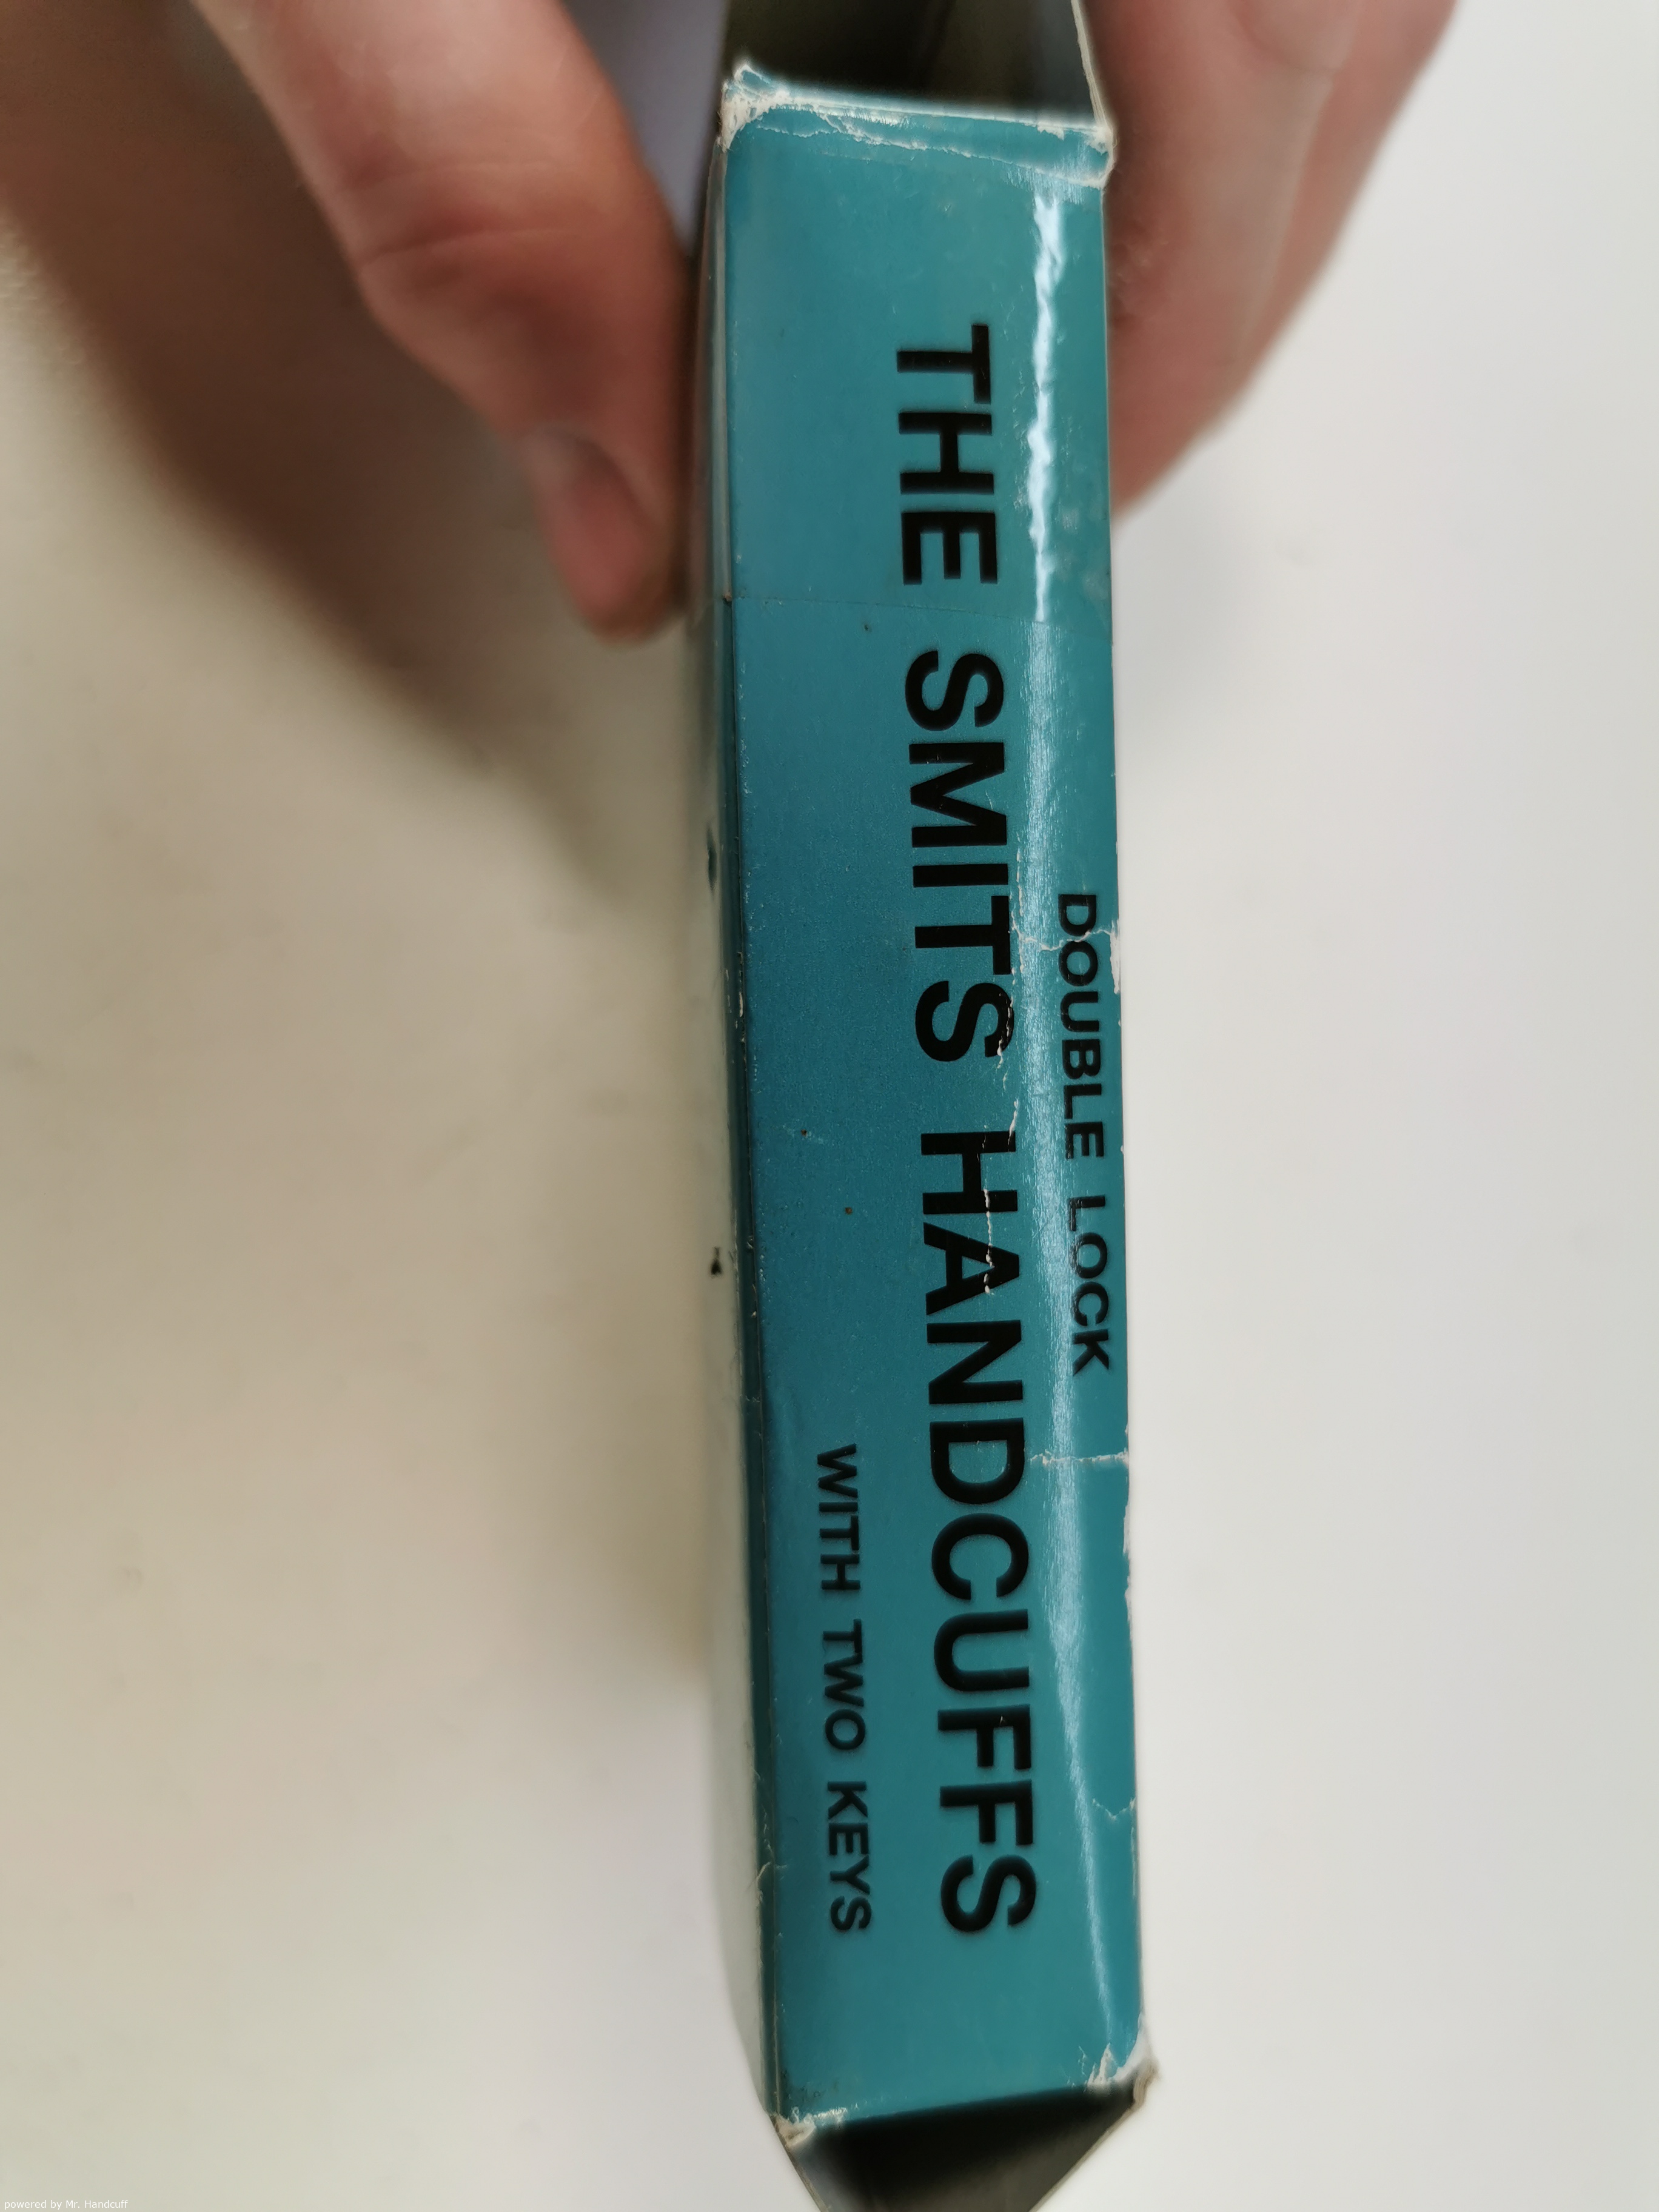 DOUBLE LOCK
THE SMITS HANDCUFFS
WITH TWO KEYS
powered by Mr. Handcuff